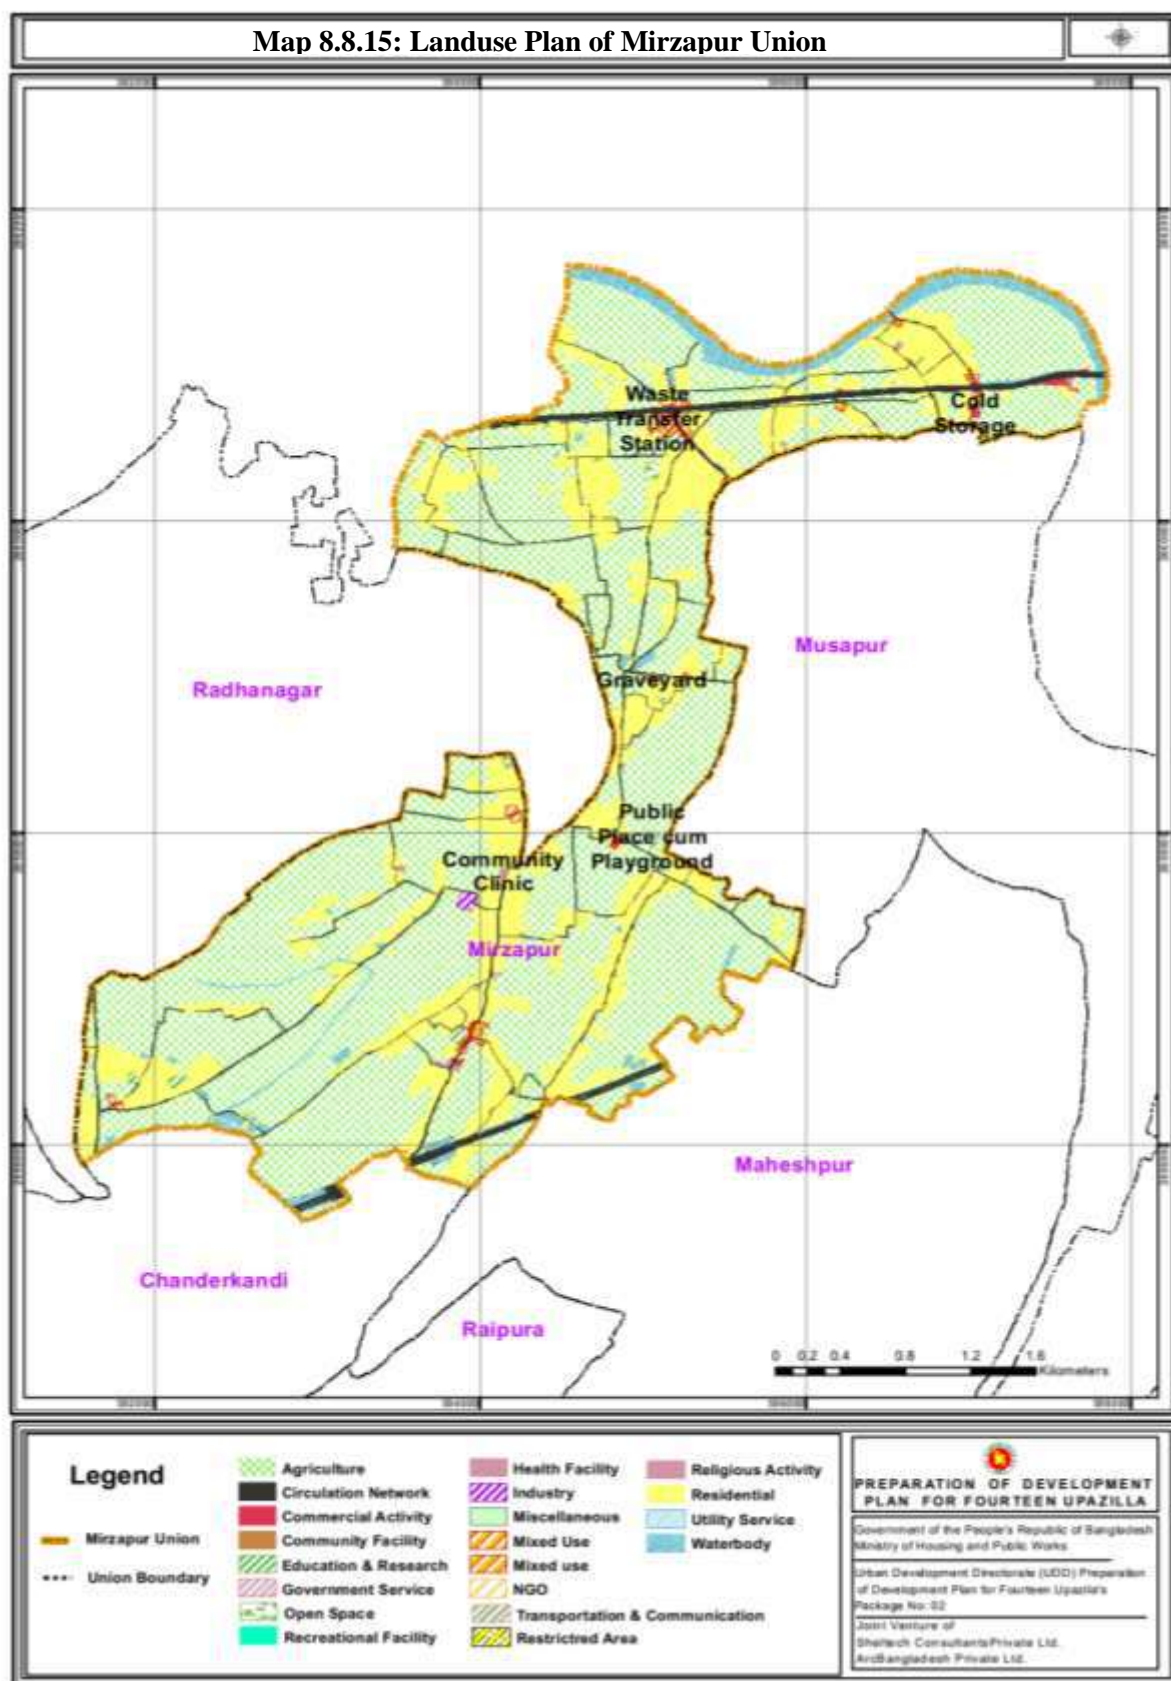 Map 8.8.15: Landuse Plan of Mirzapur Union
Waste
Transfer
Station
Cold
Storage
Musapur
Graveyard
Radhanagar
Public
Place cum
Playground
Community
Clinic
Mirzapur
Maheshpur
Chanderkandi
Raipura
0 0.2 0.4 0.8 1.2 1.6
Kilometers
Legend
Mirzapur Union
Union Boundary
Agriculture
Circulation Network
Commercial Activity
Community Facility
Education & Research
Government Service
Open Space
Recreational Facility
Health Facility
Industry
Miscellaneous
Mixed Use
Mixed use
NGO
Transportation & Communication
Restrictred Area
Religious Activity
Residential
Utility Service
Waterbody
PREPARATION OF DEVELOPMENT
PLAN FOR FOURTEEN UPAZILLA
Government of the People's Republic of Bangladesh
Ministry of Housing and Public Works
Urban Development Directorate (UDD) Preparation
of Development Plan for Fourteen Upazila's
Package No: 02
Joint Venture of
Sheltech ConsultantsPrivate Ltd.
ArcBangladesh Private Ltd.